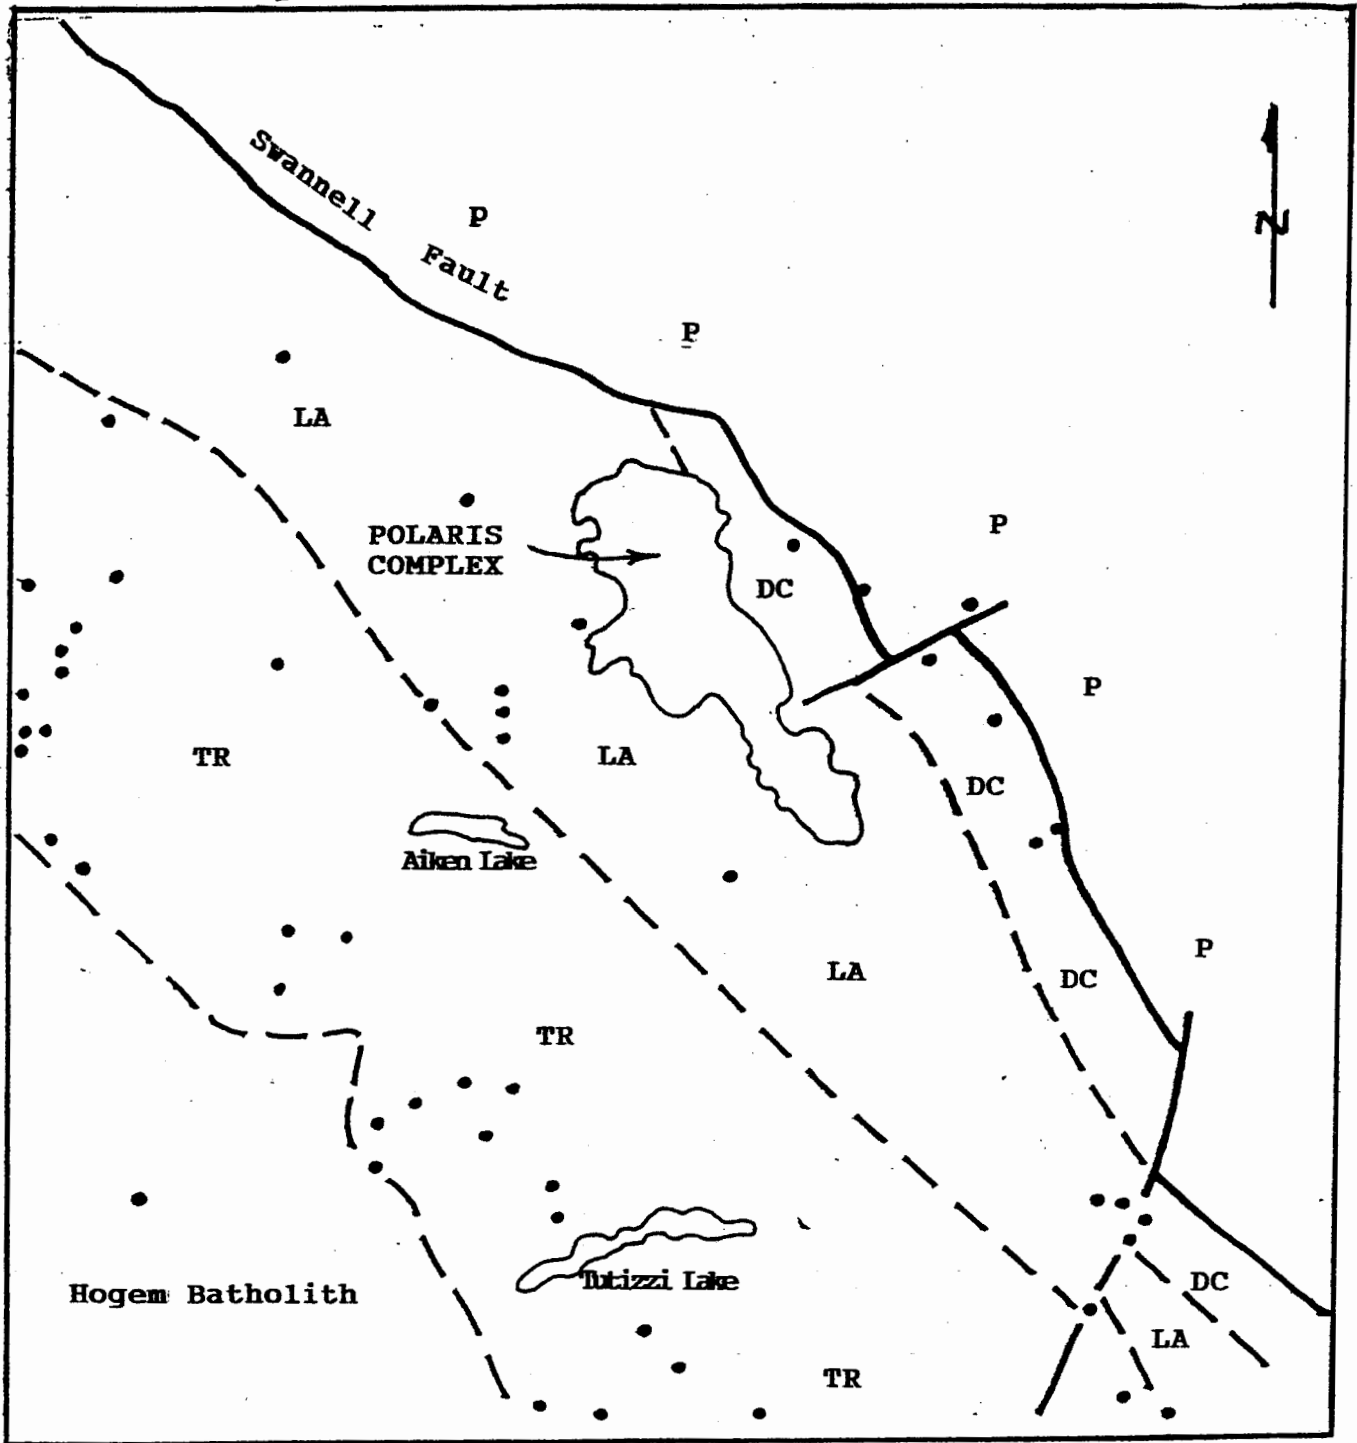 Swannell
Fault
P
P
LA
POLARIS
COMPLEX
P
DC
N
P
TR
LA
DC
Aiken Lake
P
LA
DC
TR
Hogem Batholith
Tutizzi Lake
DC
LA
TR